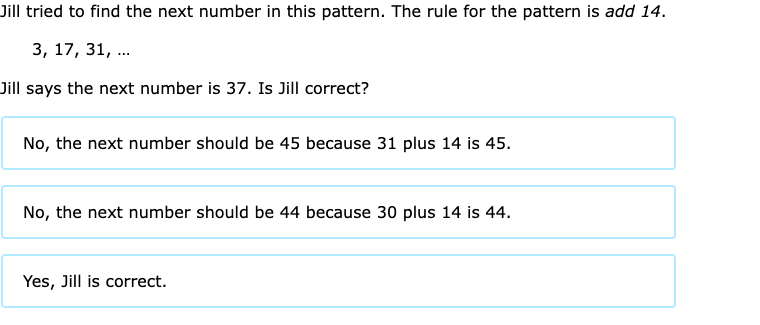 Jill tried to find the next number in this pattern. The rule for the pattern is add 14.
3, 17, 31, ...
Jill says the next number is 37. Is Jill correct?
No, the next number should be 45 because 31 plus 14 is 45.
No, the next number should be 44 because 30 plus 14 is 44.
Yes, Jill is correct.